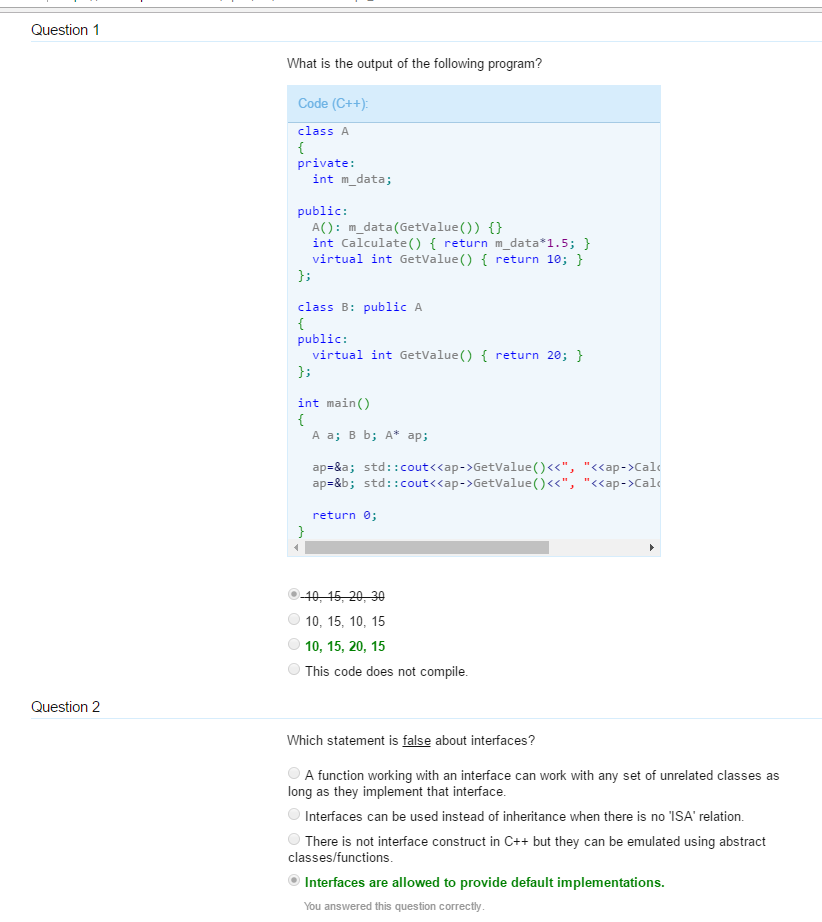 Question 1
What is the output of the following program?
Code (C++):
class A
{
private:
  int m_data;

public:
  A(): m_data(GetValue()) {}
  int Calculate() { return m_data*1.5; }
  virtual int GetValue() { return 10; }
};

class B: public A
{
public:
  virtual int GetValue() { return 20; }
};

int main()
{
  A a; B b; A* ap;

  ap=&a; std::cout<<ap->GetValue()<<", "<<ap->Calc
  ap=&b; std::cout<<ap->GetValue()<<", "<<ap->Calc

  return 0;
}
10, 15, 20, 30
10, 15, 10, 15
10, 15, 20, 15
This code does not compile.
Question 2
Which statement is false about interfaces?
A function working with an interface can work with any set of unrelated classes as
long as they implement that interface.
Interfaces can be used instead of inheritance when there is no 'ISA' relation.
There is not interface construct in C++ but they can be emulated using abstract
classes/functions.
Interfaces are allowed to provide default implementations.
You answered this question correctly.